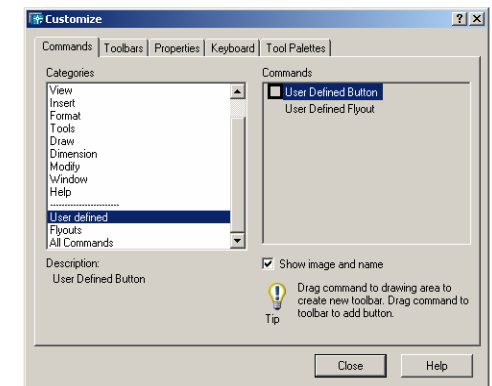 Customize
Commands Toolbars Properties Keyboard Tool Palettes
Categories
View
Insert
Format
Tools
Draw
Dimension
Modify
Window
Help
------------------------
User defined
Flyouts
All Commands
Commands
User Defined Button
User Defined Flyout
Description:
User Defined Button
Show image and name
Tip
Drag command to drawing area to
create new toolbar. Drag command to
toolbar to add button.
Close Help